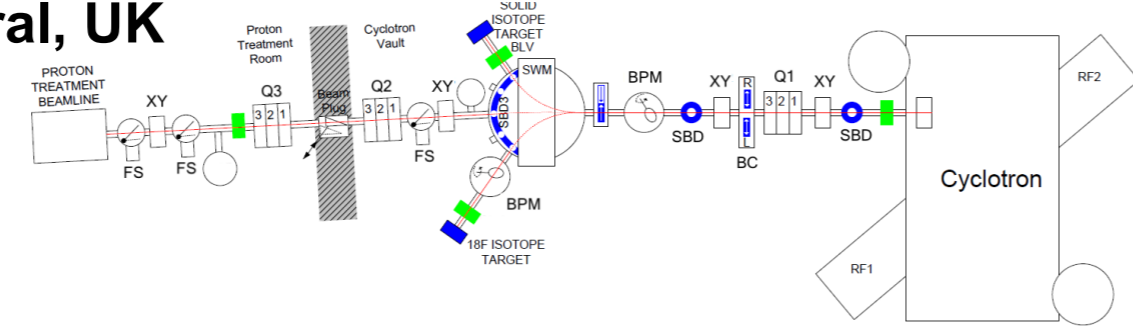 ral, UK
SOLID
ISOTOPE
TARGET
BLV
Proton
Treatment
Room
Cyclotron
Vault
PROTON
TREATMENT
BEAMLINE
XY
Q3
3 2 1
Beam
Plug
Q2
3 2 1
XY
SWM
SBD3
BPM
XY
R
Q1
3 2 1
XY
RF2
FS
FS
FS
SBD
L
BC
SBD
Cyclotron
BPM
18F ISOTOPE
TARGET
RF1